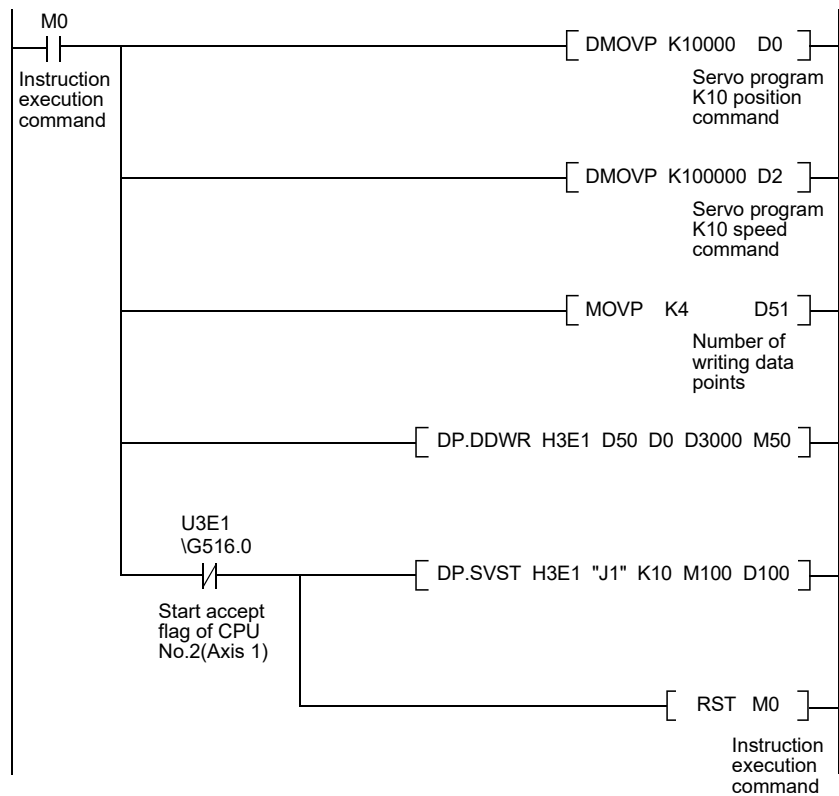 M0
DMOVP K10000 D0
Instruction
execution
command
Servo program
K10 position
command
DMOVP K100000 D2
Servo program
K10 speed
command
MOVP K4 D51
Number of
writing data
points
DP.DDWR H3E1 D50 D0 D3000 M50
U3E1
\G516.0
DP.SVST H3E1 "J1" K10 M100 D100
Start accept
flag of CPU
No.2(Axis 1)
RST M0
Instruction
execution
command